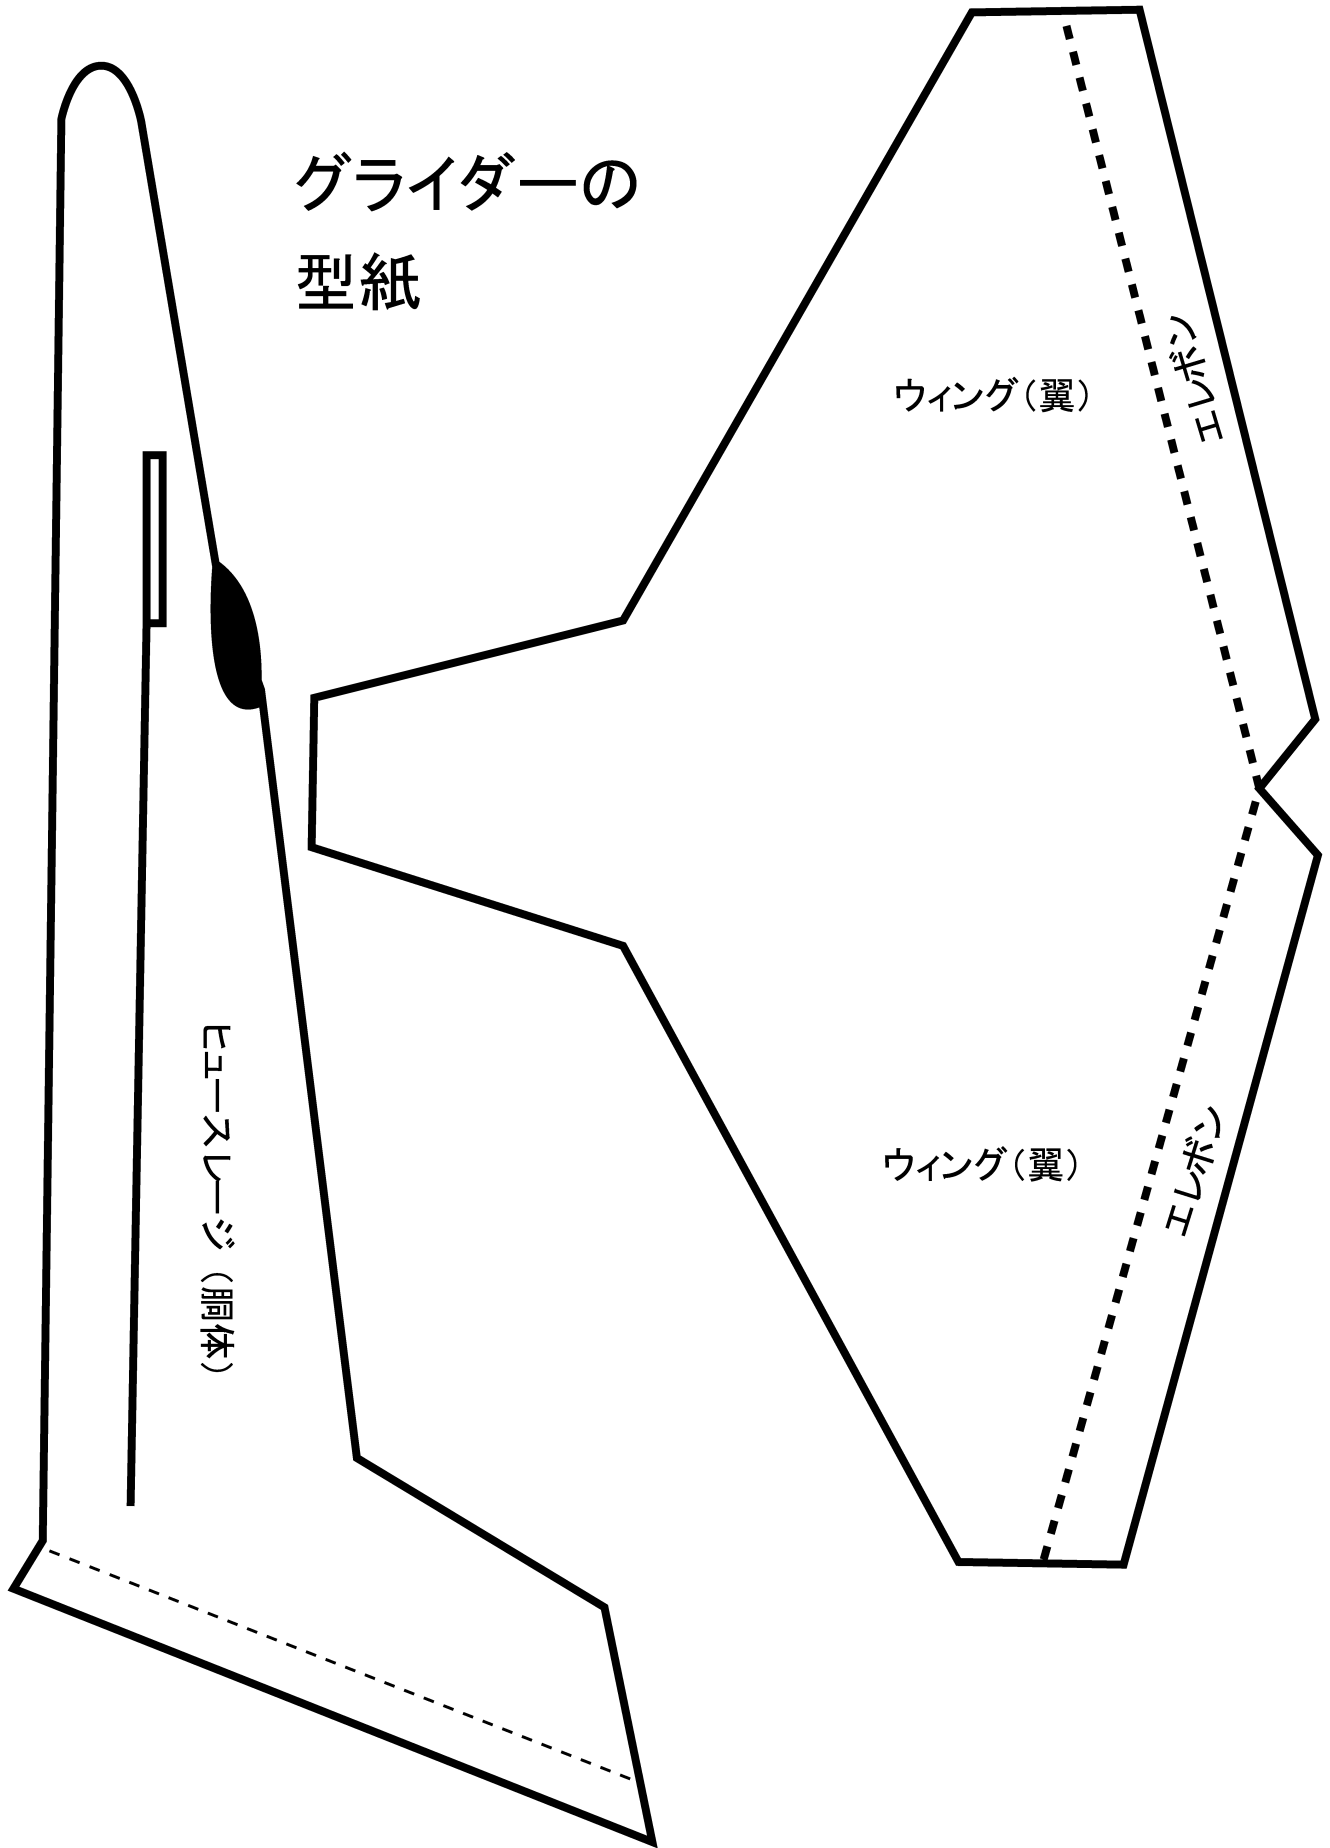 グライダーの
型紙
ウィング（翼）
エレボン
ヒュースレージ（胴体）
ウィング（翼）
エレボン